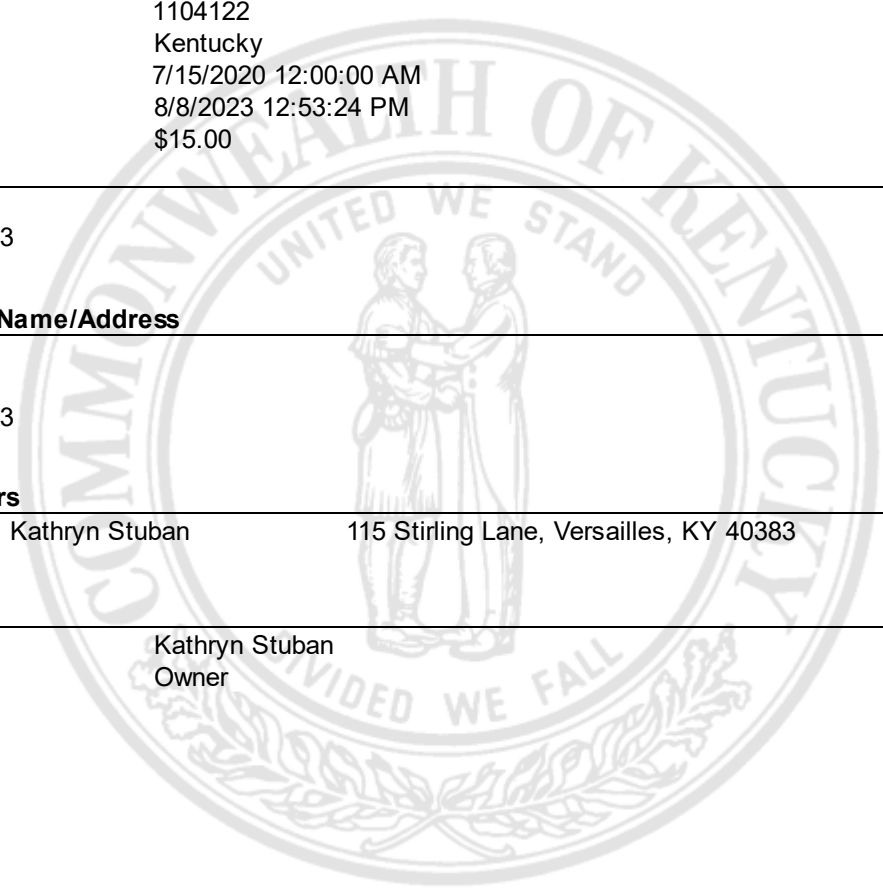 1104122
Kentucky
7/15/2020 12:00:00 AM
8/8/2023 12:53:24 PM
$15.00
3
Name/Address
3
rs
Kathryn Stuban 115 Stirling Lane, Versailles, KY 40383
Kathryn Stuban
Owner
COMMONWEALTH OF KENTUCKY
UNITED WE STAND
DIVIDED WE FALL